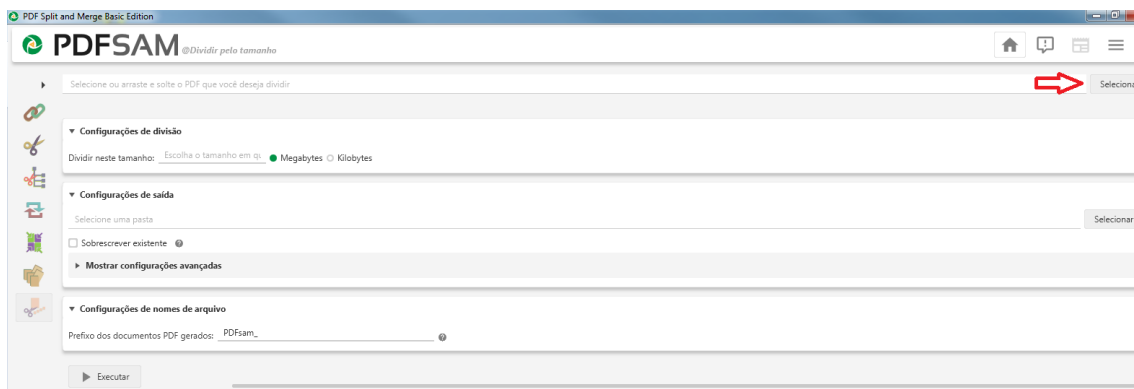 PDF Split and Merge Basic Edition
PDFSAM @Dividir pelo tamanho
Selecione ou arraste e solte o PDF que você deseja dividir
Seleciona
Configurações de divisão
Dividir neste tamanho: Escolha o tamanho em qu Megabytes Kilobytes
Configurações de saída
Selecione uma pasta
Selecionar
Sobrescrever existente
Mostrar configurações avançadas
Configurações de nomes de arquivo
Prefixo dos documentos PDF gerados: PDFsam_
Executar